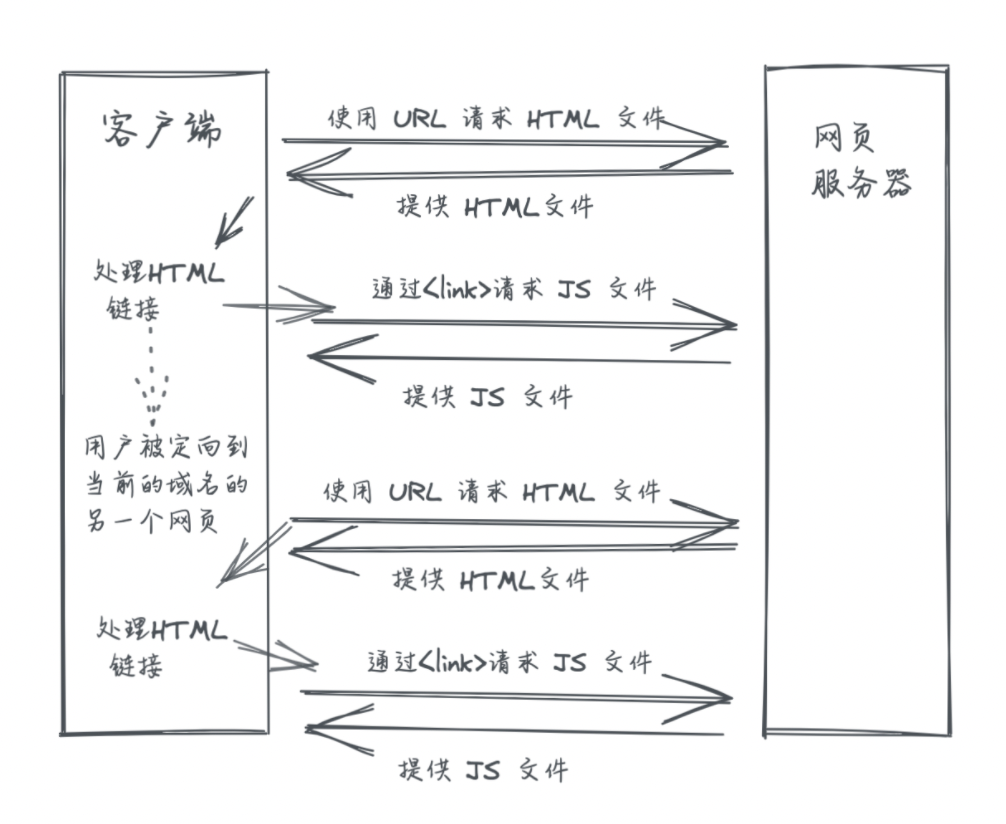 客户端
使用 URL 请求 HTML 文件
网页
服务器
提供 HTML文件
处理HTML
链接
通过<link>请求 JS 文件
提供 JS 文件
用户被定向到
当前的域名的
另一个网页
使用 URL 请求 HTML 文件
提供 HTML文件
处理HTML
链接
通过<link>请求 JS 文件
提供 JS 文件